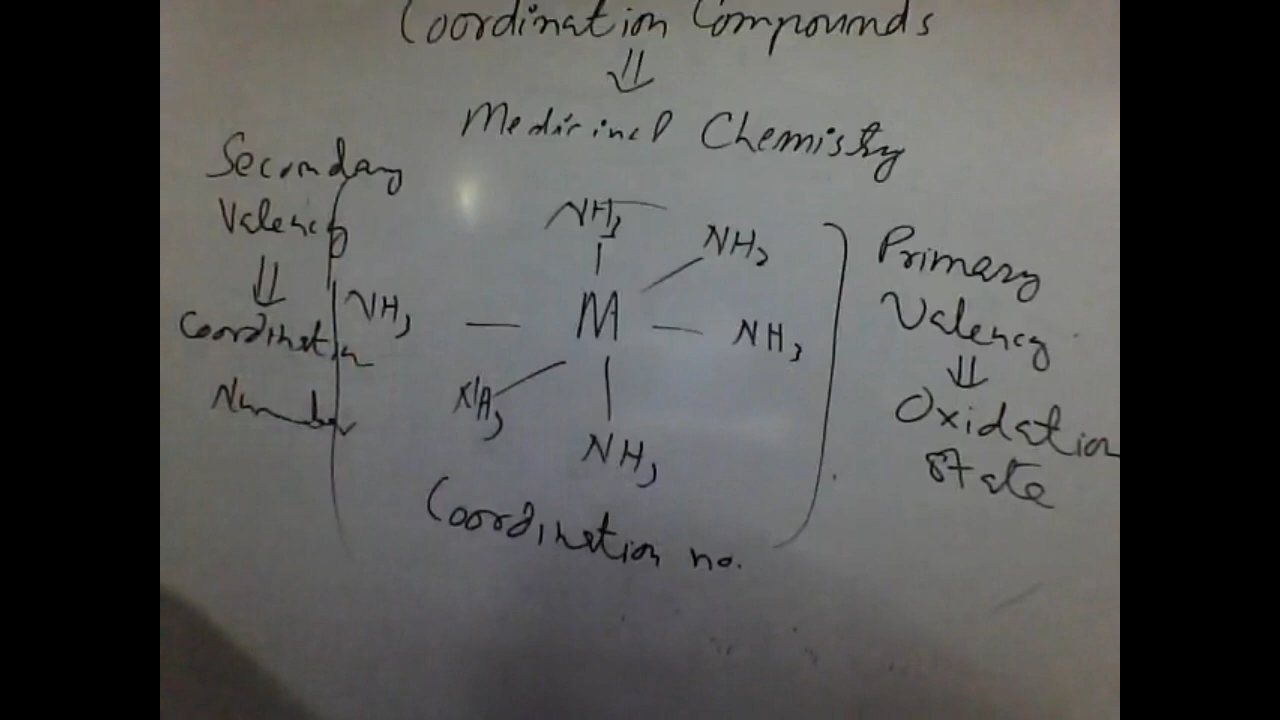 Coordination Compounds
⇓
Medicinal Chemistry
Secondary
Valency
⇓
Coordination
Number
NH3
NH3
NH3
M
NH3
NH3
Primary
Valency
⇓
Oxidation
State
Coordination no.